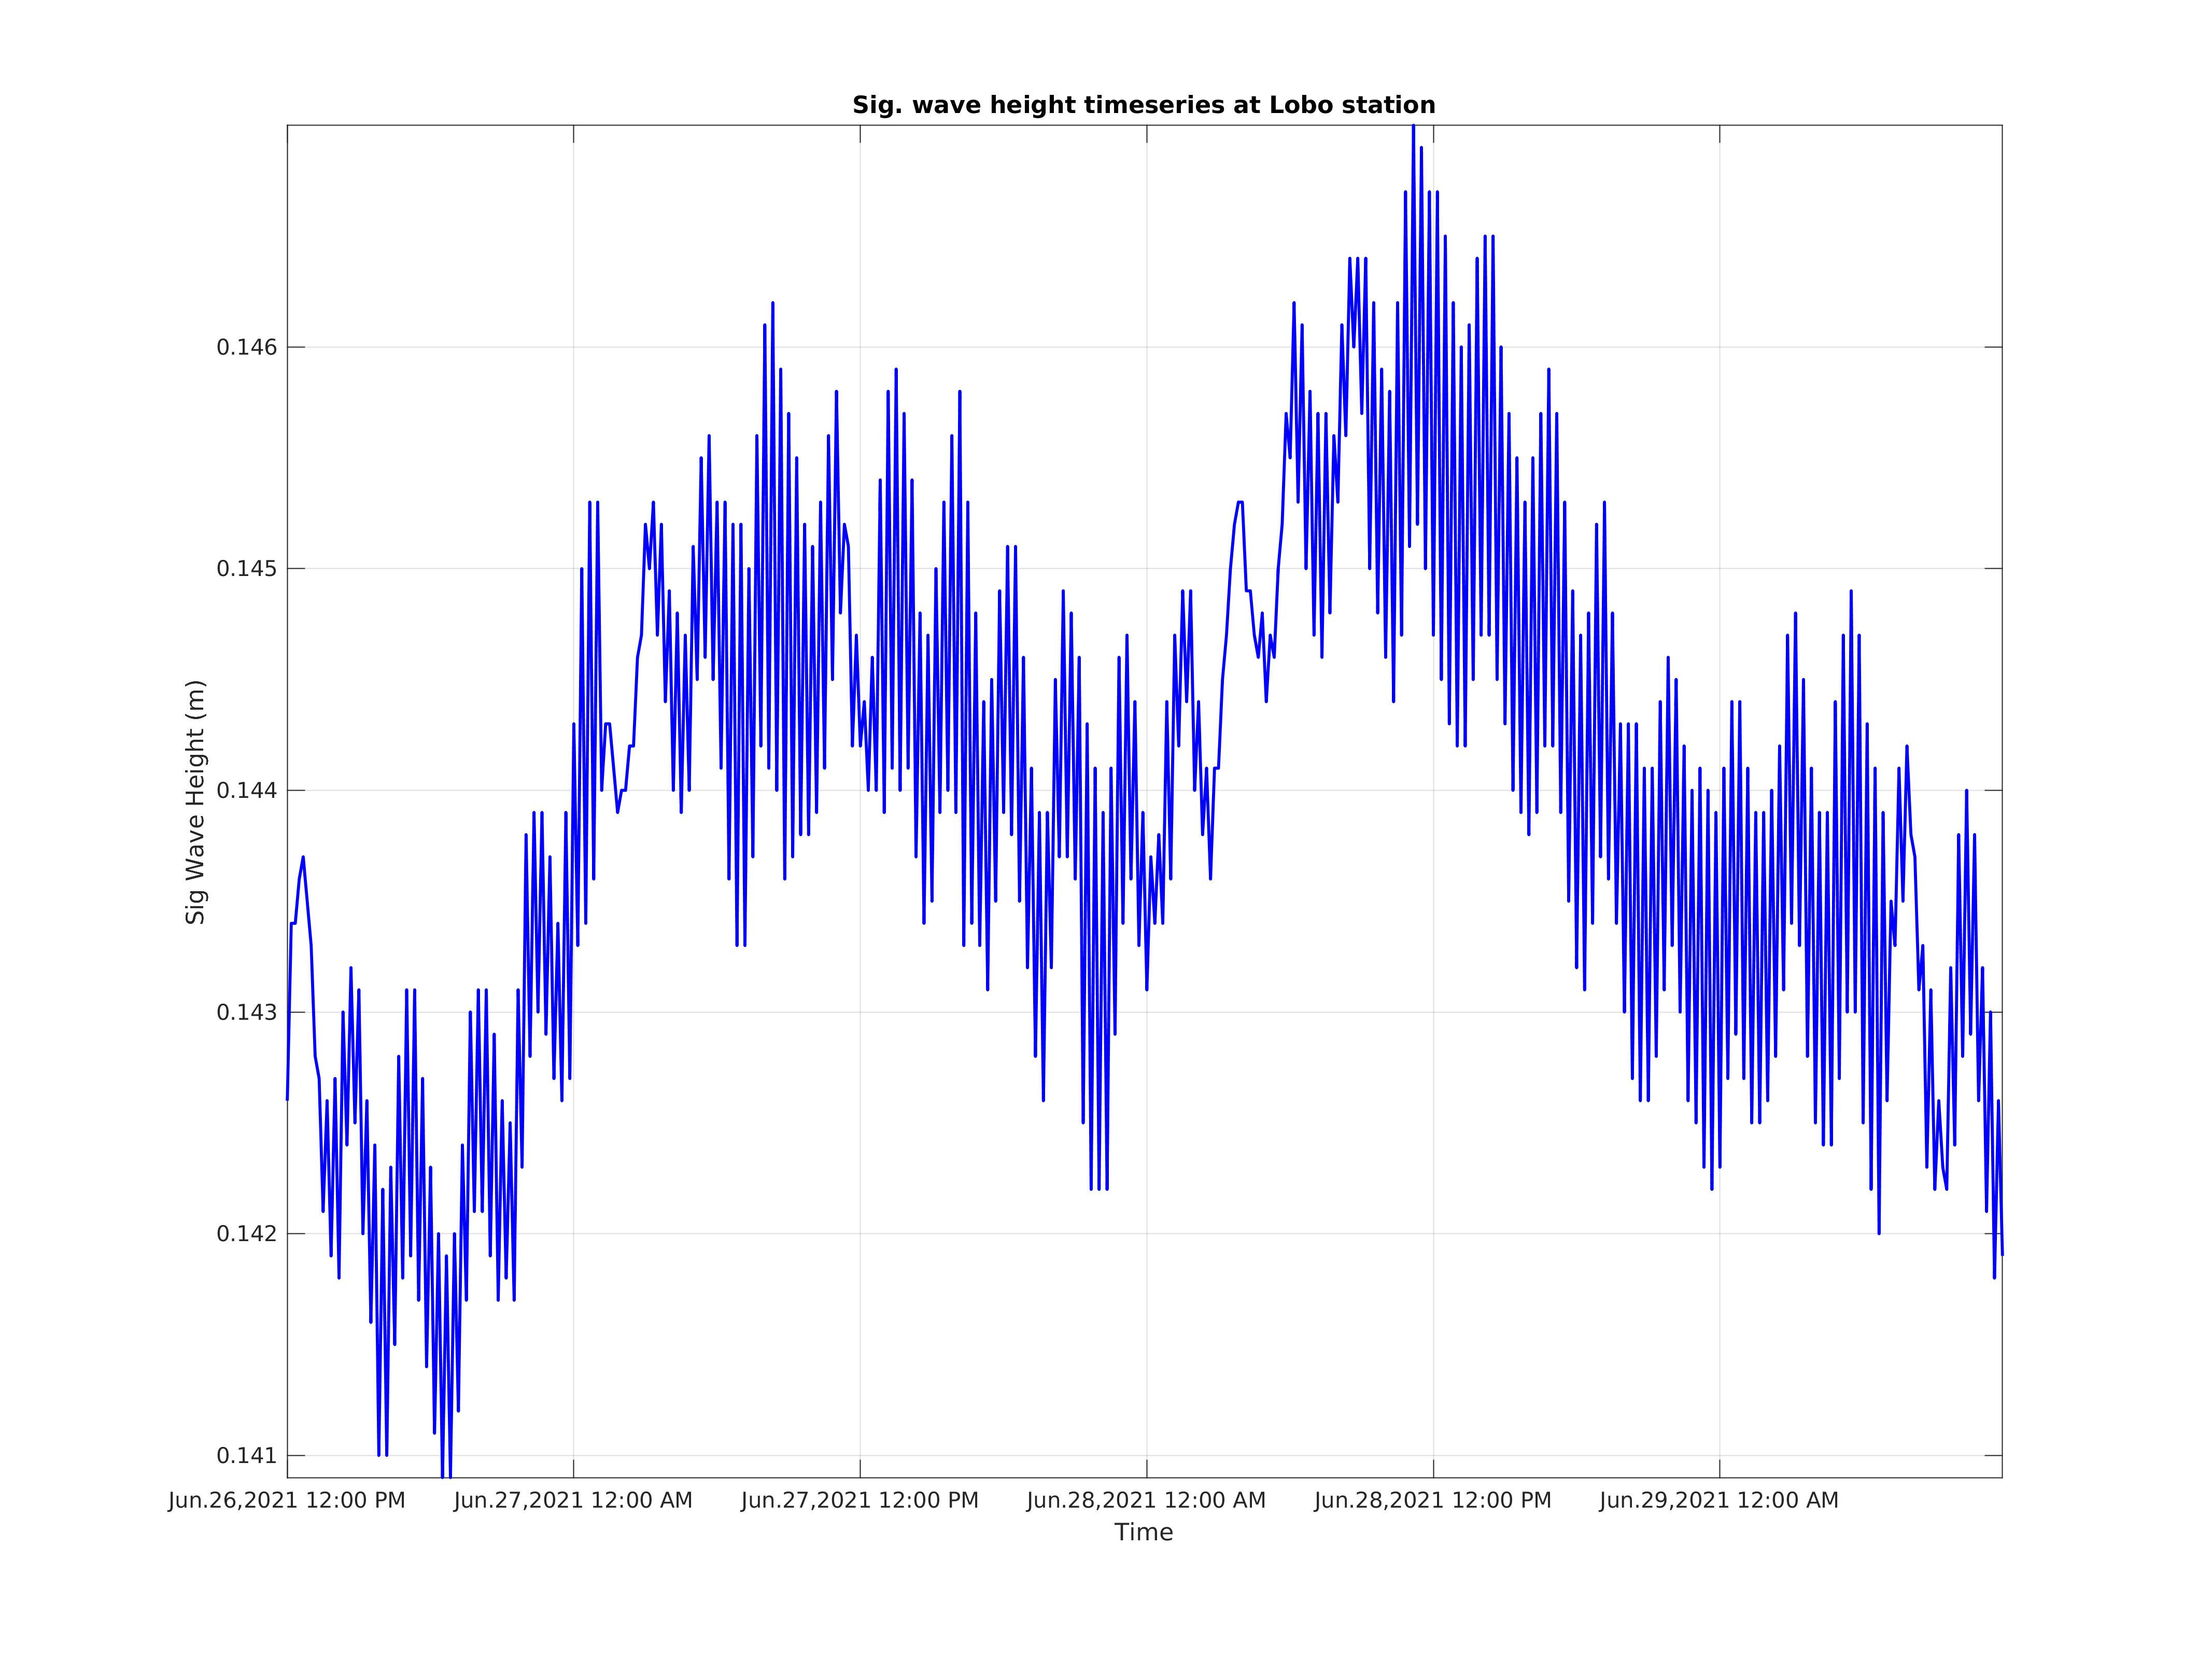 Sig. wave height timeseries at Lobo station
Sig Wave Height (m)
0.146
0.145
0.144
0.143
0.142
0.141
Jun.26,2021 12:00 PM Jun.27,2021 12:00 AM Jun.27,2021 12:00 PM Jun.28,2021 12:00 AM Jun.28,2021 12:00 PM Jun.29,2021 12:00 AM
Time